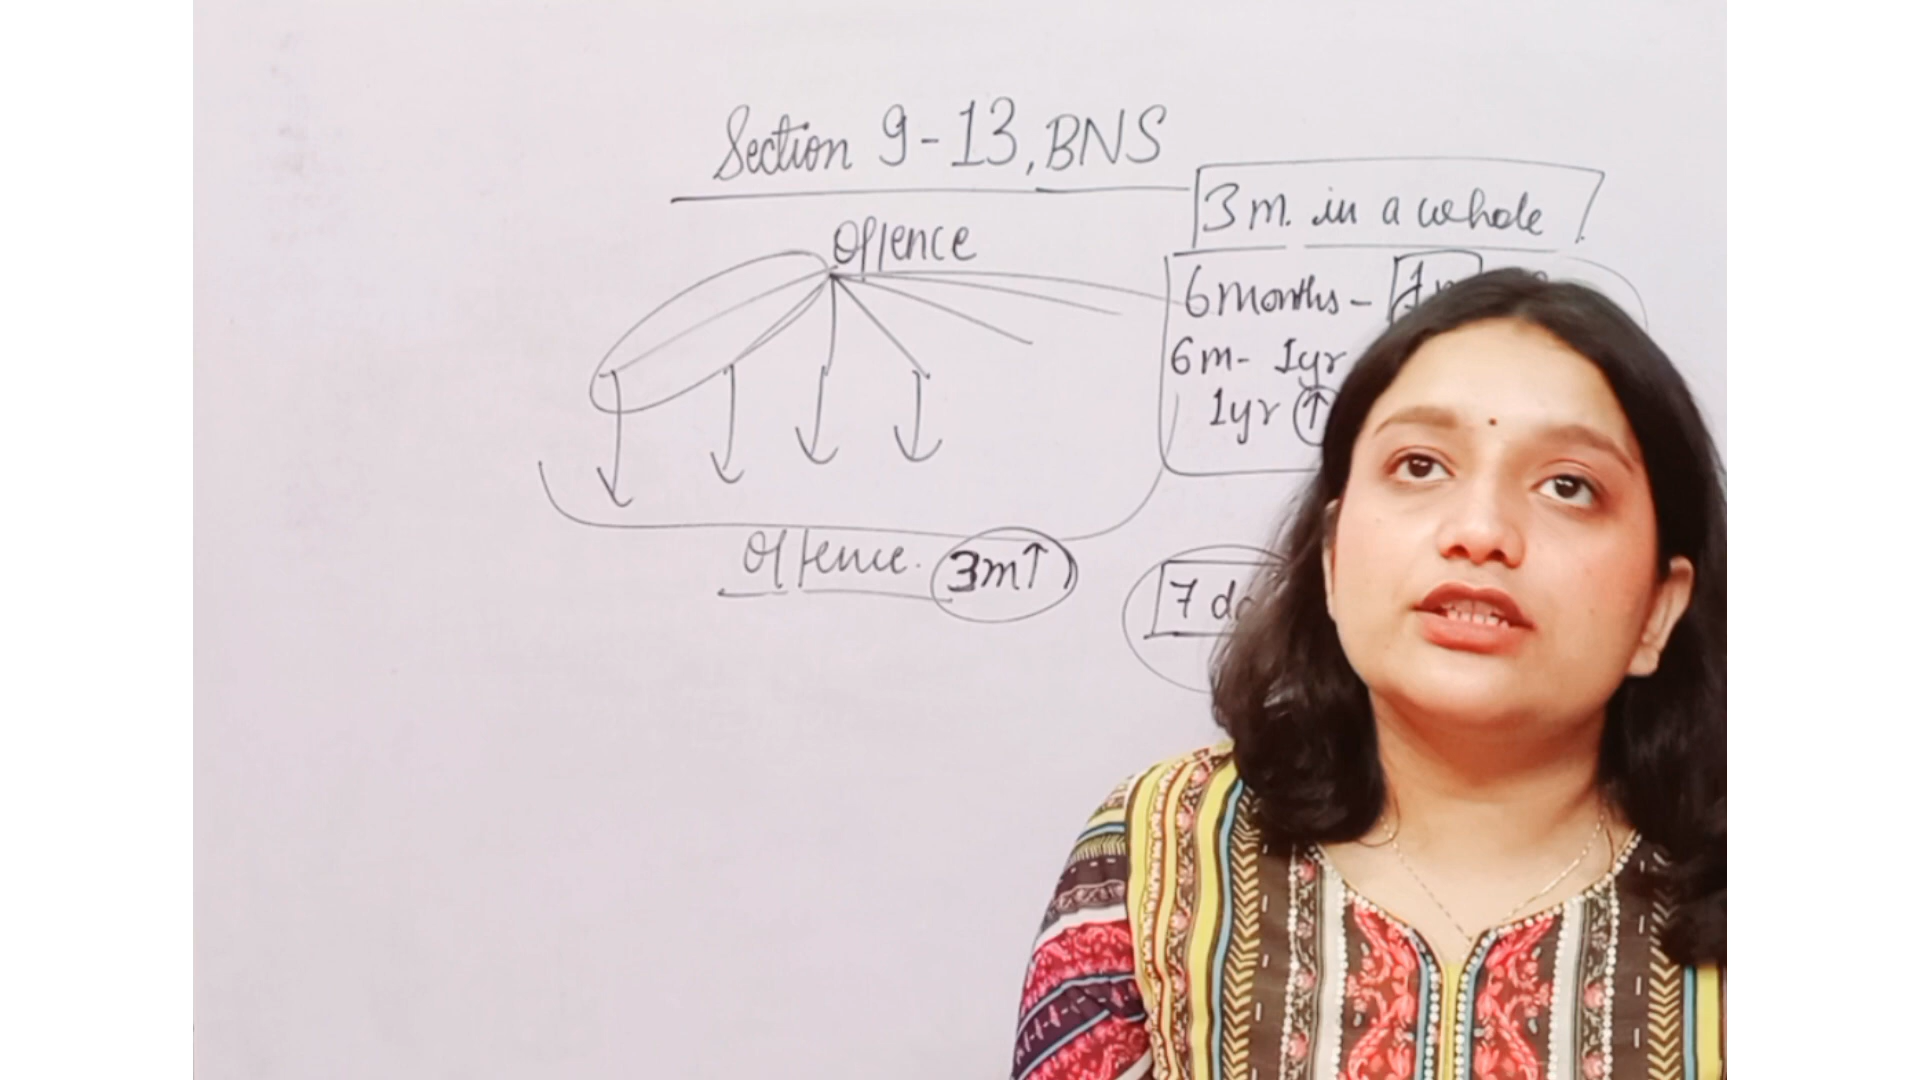 Section 9-13, BNS
Offence
3 m. in a whole
6 months -
6 m - 1yr
1yr ↑
Offence. 3m↑
7